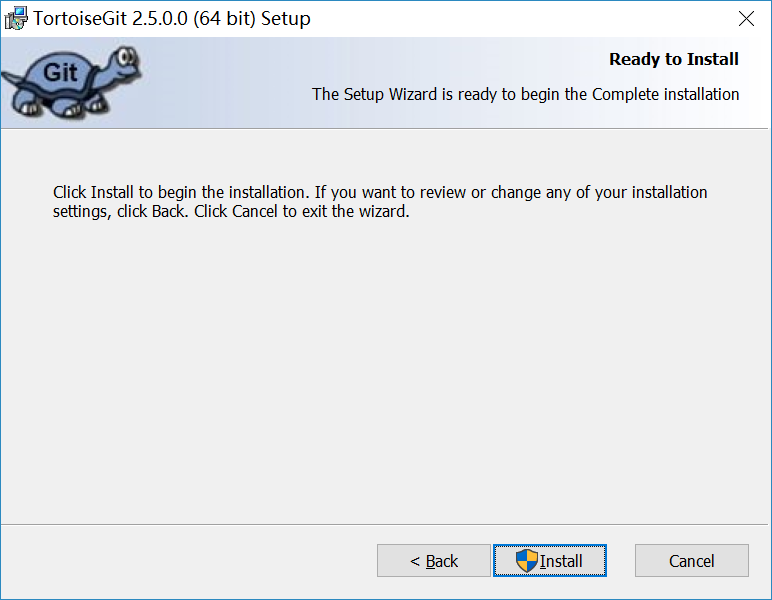 TortoiseGit 2.5.0.0 (64 bit) Setup
Git
Ready to Install
The Setup Wizard is ready to begin the Complete installation
Click Install to begin the installation. If you want to review or change any of your installation
settings, click Back. Click Cancel to exit the wizard.
< Back
Install
Cancel